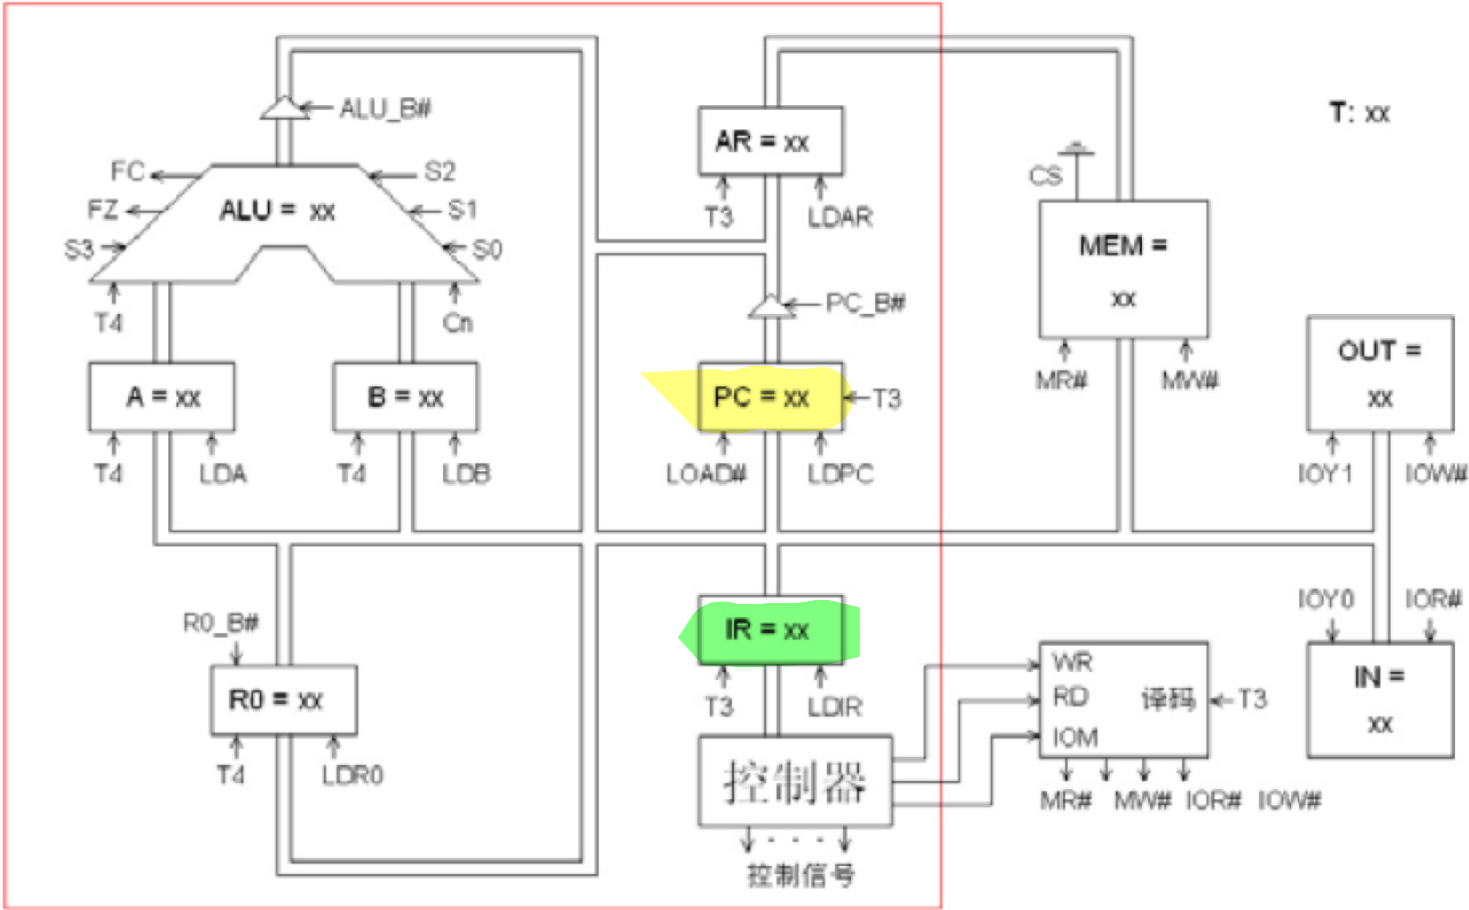 ALU_B#
AR = xx
T: xx
FC
S2
CS
FZ
ALU = xx
S1
T3
LDAR
S3
S0
MEM =
xx
T4
Cn
PC_B#
A = xx
B = xx
PC = xx
T3
MR#
MW#
OUT =
xx
T4
LDA
T4
LDB
LOAD#
LDPC
IOY1
IOW#
R0_B#
IR = xx
IOY0
IOR#
R0 = xx
T3
LDIR
WR
RD
IOM
译码
T3
IN =
xx
T4
LDR0
控制器
MR#
MW#
IOR#
IOW#
· · ·
控制信号